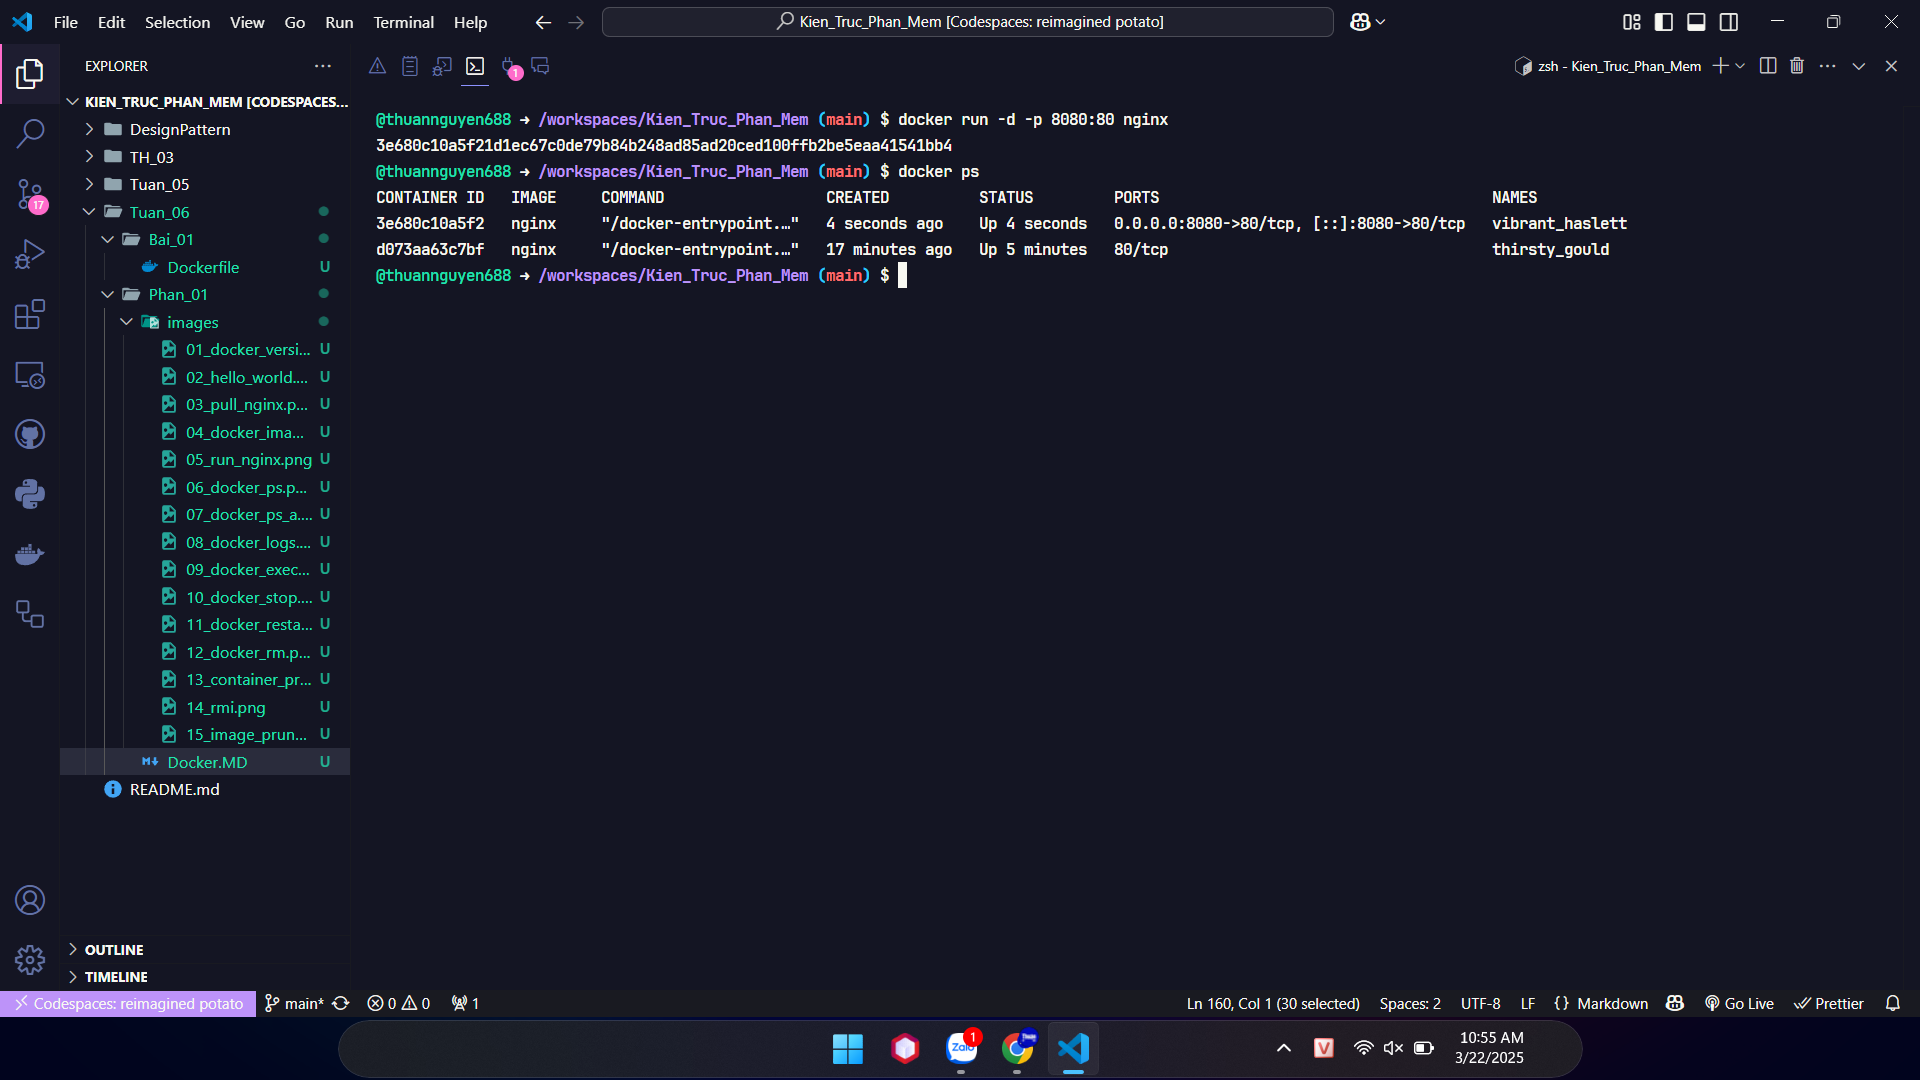 File Edit Selection View Go Run Terminal Help
Kien_Truc_Phan_Mem [Codespaces: reimagined potato]
EXPLORER
KIEN_TRUC_PHAN_MEM [CODESPACES...
DesignPattern
TH_03
Tuan_05
Tuan_06
Bai_01
Dockerfile U
Phan_01
images
01_docker_versi... U
02_hello_world.... U
03_pull_nginx.p... U
04_docker_ima... U
05_run_nginx.png U
06_docker_ps.p... U
07_docker_ps_a.... U
08_docker_logs.... U
09_docker_exec... U
10_docker_stop.... U
11_docker_resta... U
12_docker_rm.p... U
13_container_pr... U
14_rmi.png U
15_image_prun... U
Docker.MD U
README.md
OUTLINE
TIMELINE
17
1
zsh - Kien_Truc_Phan_Mem
@thuannguyen688 → /workspaces/Kien_Truc_Phan_Mem (main) $ docker run -d -p 8080:80 nginx
3e680c10a5f21d1ec67c0de79b84b248ad85ad20ced100ffb2be5eaa41541bb4
@thuannguyen688 → /workspaces/Kien_Truc_Phan_Mem (main) $ docker ps
CONTAINER ID IMAGE COMMAND CREATED STATUS PORTS NAMES
3e680c10a5f2 nginx "/docker-entrypoint.…" 4 seconds ago Up 4 seconds 0.0.0.0:8080->80/tcp, [::]:8080->80/tcp vibrant_haslett
d073aa63c7bf nginx "/docker-entrypoint.…" 17 minutes ago Up 5 minutes 80/tcp thirsty_gould
@thuannguyen688 → /workspaces/Kien_Truc_Phan_Mem (main) $
Codespaces: reimagined potato main* 0 0 1 Ln 160, Col 1 (30 selected) Spaces: 2 UTF-8 LF {} Markdown Go Live Prettier
Zalo 1
V
10:55 AM
3/22/2025